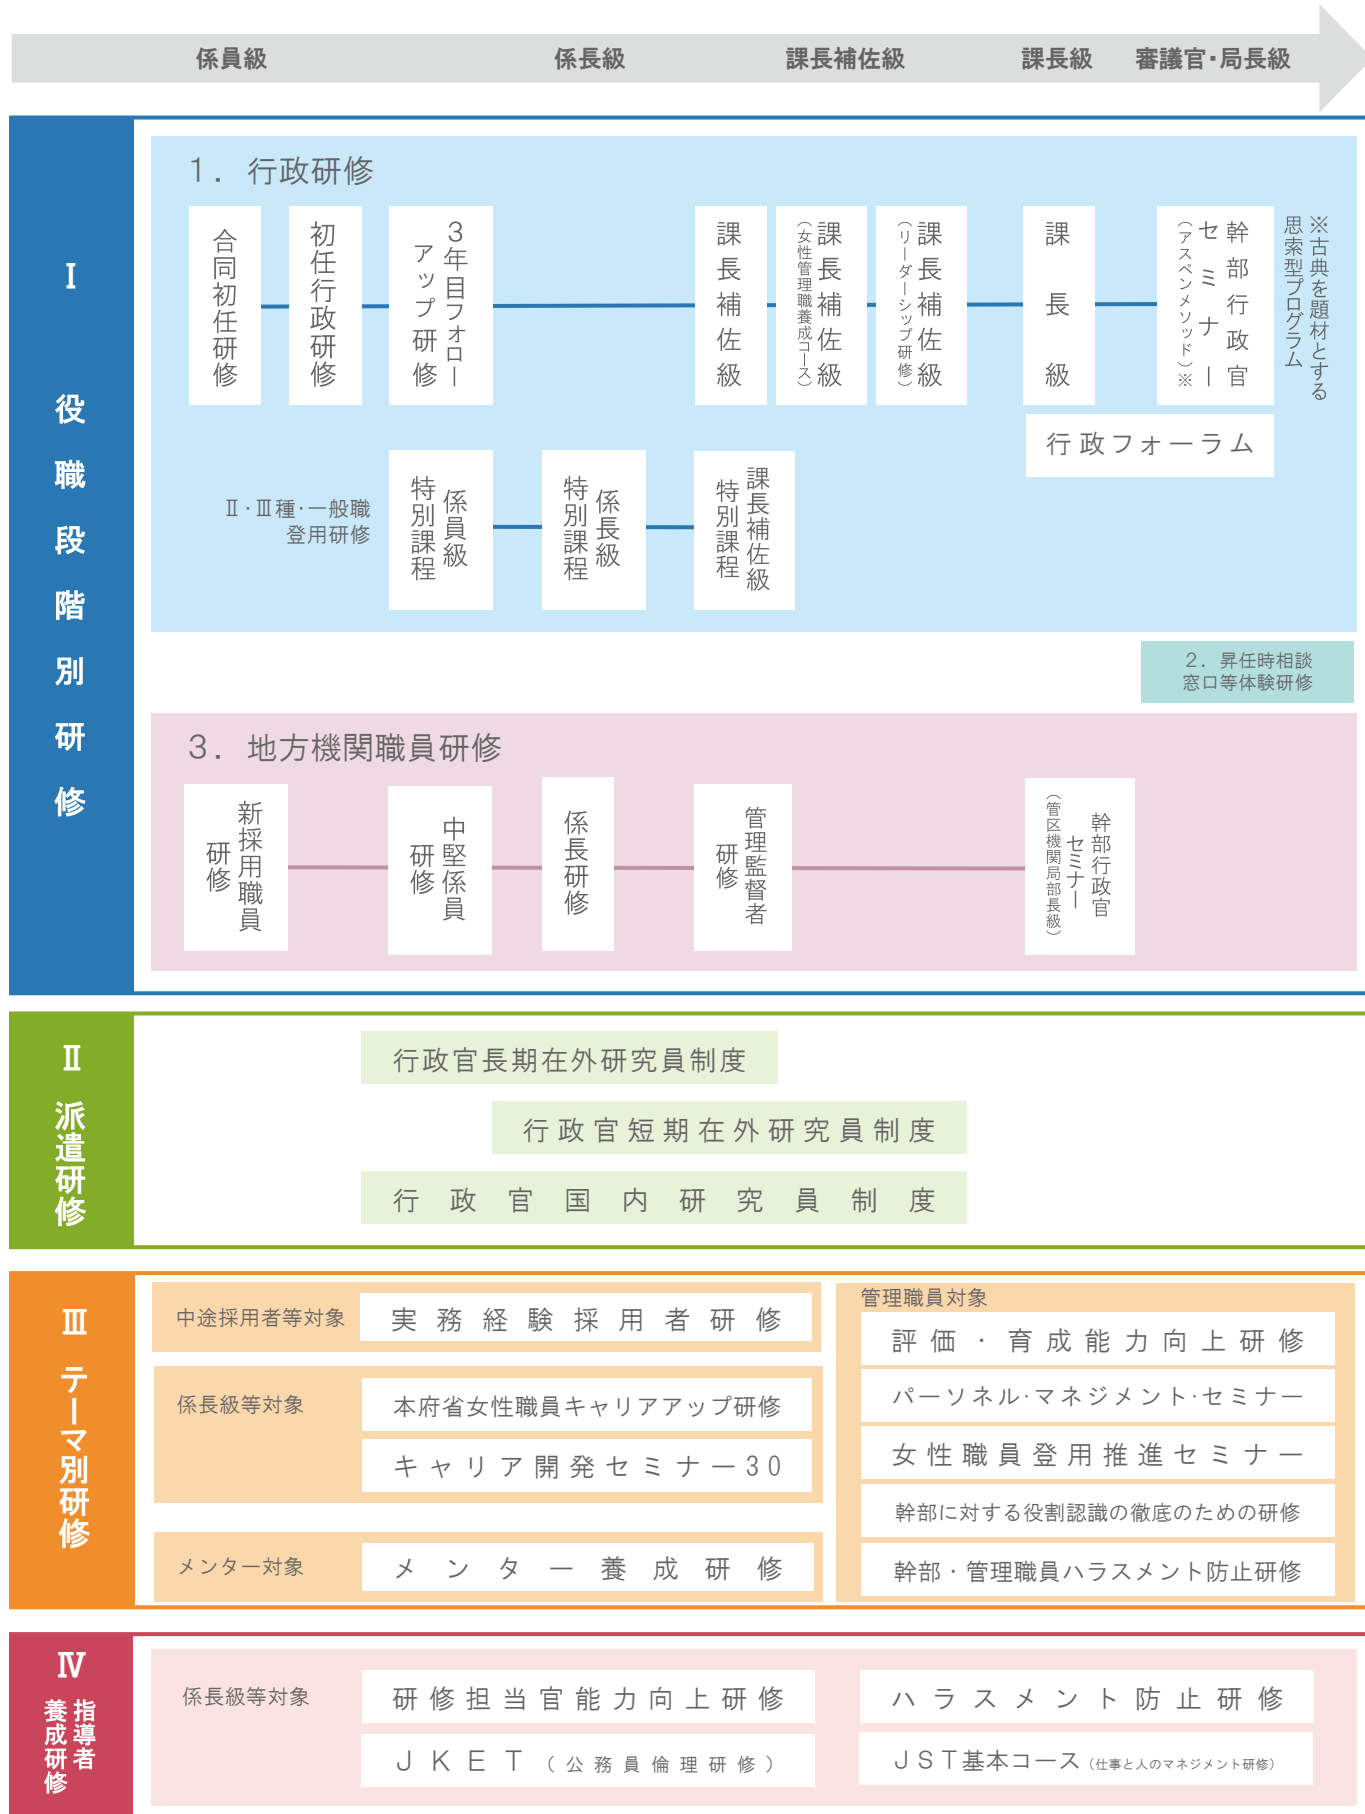 係員級
係長級
課長補佐級
課長級
審議官・局長級
Ⅰ 役職段階別研修
1．行政研修
合同初任研修
初任行政研修
3年目フォロー
アップ研修
課長補佐級
課長補佐級
（女性管理職養成コース）
課長補佐級
（リーダーシップ研修）
課長級
幹部行政官
セミナー
（アスペンメソッド）※
※古典を題材とする
思索型プログラム
行政フォーラム
Ⅱ・Ⅲ種・一般職
登用研修
係員級
特別課程
係長級
特別課程
課長補佐級
特別課程
2．昇任時相談
窓口等体験研修
3．地方機関職員研修
新採用職員
研修
中堅係員
研修
係長研修
管理監督者
研修
幹部行政官
セミナー
（管区機関局部長級）
Ⅱ 派遣研修
行政官長期在外研究員制度
行政官短期在外研究員制度
行政官国内研究員制度
Ⅲ テーマ別研修
中途採用者等対象
実務経験採用者研修
係長級等対象
本府省女性職員キャリアアップ研修
キャリア開発セミナー30
メンター対象
メンター養成研修
管理職員対象
評価・育成能力向上研修
パーソネル・マネジメント・セミナー
女性職員登用推進セミナー
幹部に対する役割認識の徹底のための研修
幹部・管理職員ハラスメント防止研修
Ⅳ
指導者
養成研修
係長級等対象
研修担当官能力向上研修
ハラスメント防止研修
ＪＫＥＴ（公務員倫理研修）
ＪＳＴ基本コース（仕事と人のマネジメント研修）